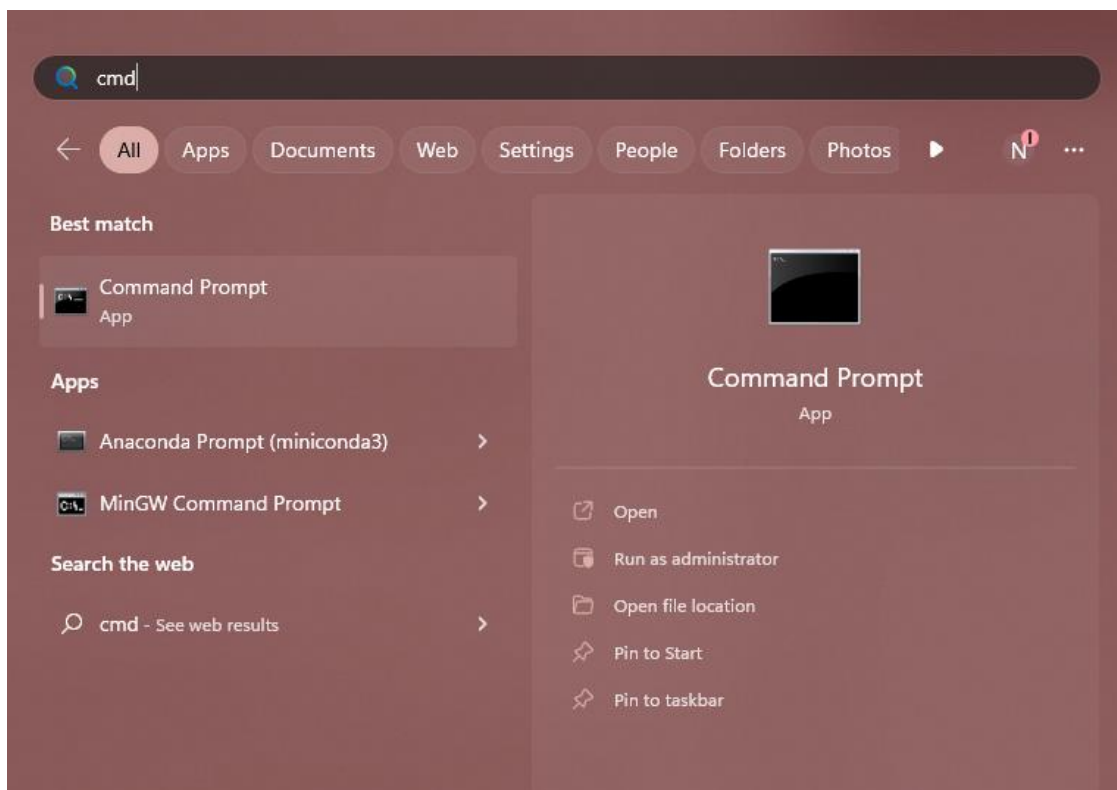 cmd
All Apps Documents Web Settings People Folders Photos N
Best match
Command Prompt
App
Apps
Anaconda Prompt (miniconda3)
MinGW Command Prompt
Search the web
cmd - See web results
Command Prompt
App
Open
Run as administrator
Open file location
Pin to Start
Pin to taskbar